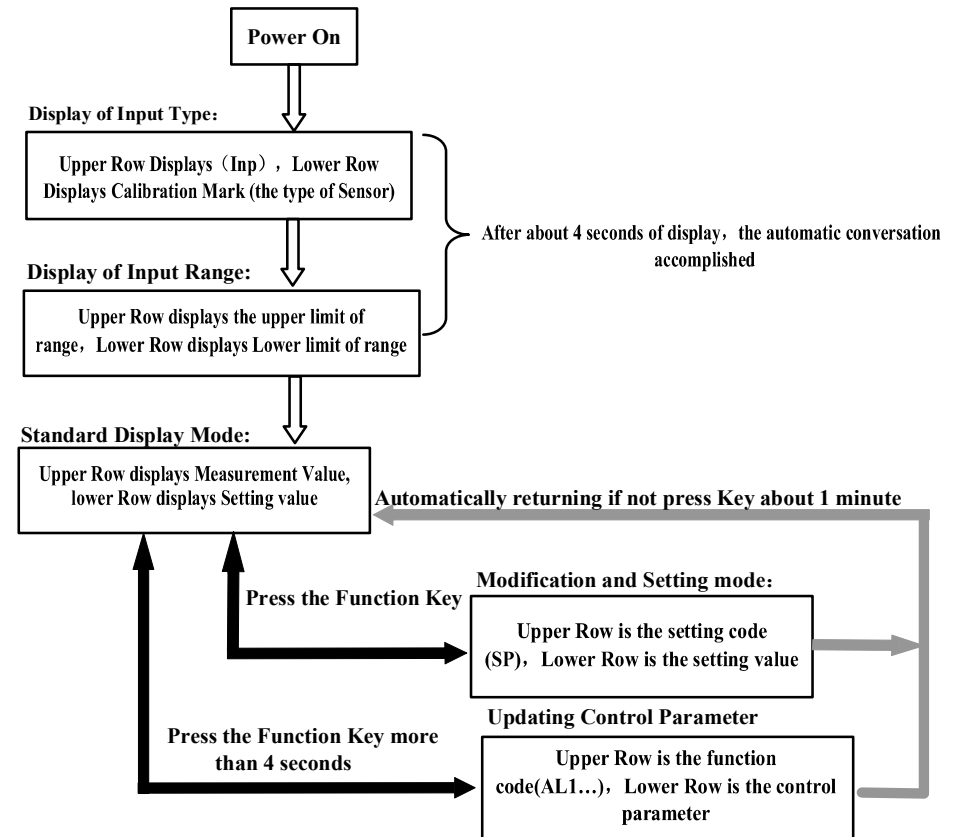 Power On
Display of Input Type：
Upper Row Displays（Inp）, Lower Row
Displays Calibration Mark (the type of Sensor)
After about 4 seconds of display，the automatic conversation
accomplished
Display of Input Range:
Upper Row displays the upper limit of
range，Lower Row displays Lower limit of range
Standard Display Mode:
Upper Row displays Measurement Value,
lower Row displays Setting value
Automatically returning if not press Key about 1 minute
Press the Function Key
Modification and Setting mode：
Upper Row is the setting code
(SP)，Lower Row is the setting value
Updating Control Parameter
Press the Function Key more
than 4 seconds
Upper Row is the function
code(AL1…)，Lower Row is the control
parameter